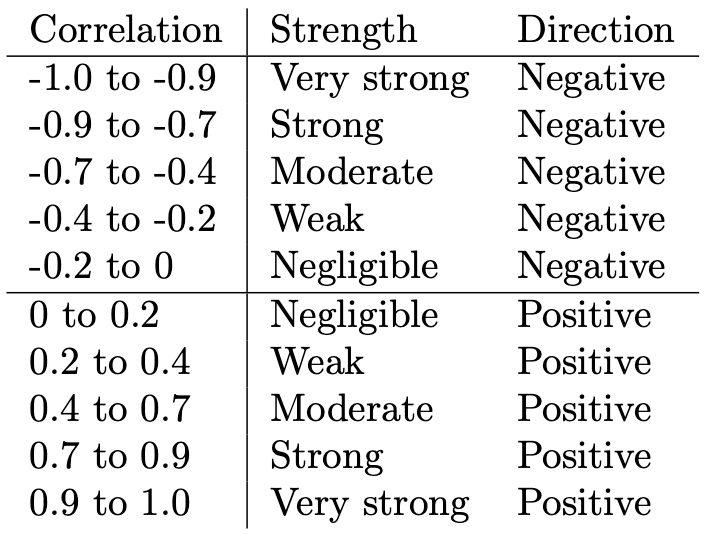 Correlation Strength Direction
-1.0 to -0.9 Very strong Negative
-0.9 to -0.7 Strong Negative
-0.7 to -0.4 Moderate Negative
-0.4 to -0.2 Weak Negative
-0.2 to 0 Negligible Negative
0 to 0.2 Negligible Positive
0.2 to 0.4 Weak Positive
0.4 to 0.7 Moderate Positive
0.7 to 0.9 Strong Positive
0.9 to 1.0 Very strong Positive